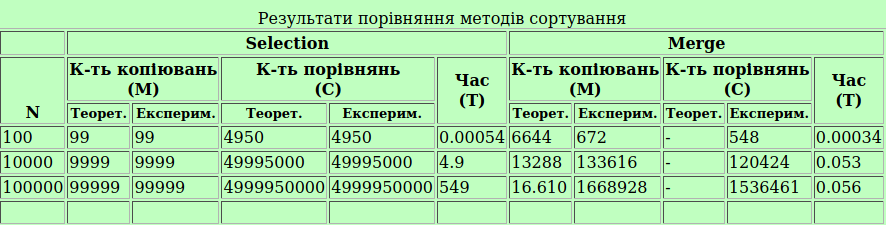 Результати порівняння методів сортування
Selection Merge
N К-ть копіювань (М) К-ть порівнянь (С) Час (Т) К-ть копіювань (М) К-ть порівнянь (С) Час (Т)
Теорет. Експерим. Теорет. Експерим. Теорет. Експерим. Теорет. Експерим.
100 99 99 4950 4950 0.00054 6644 672 - 548 0.00034
10000 9999 9999 49995000 49995000 4.9 13288 133616 - 120424 0.053
100000 99999 99999 4999950000 4999950000 549 16.610 1668928 - 1536461 0.056